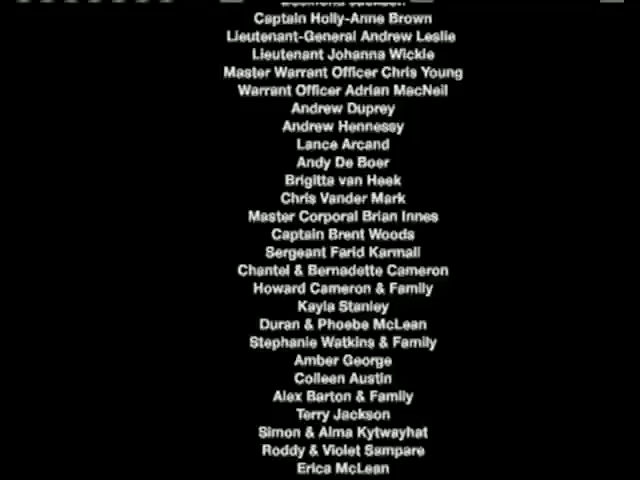 Captain Holly-Anne Brown
Lieutenant-General Andrew Leslie
Lieutenant Johanna Wickie
Master Warrant Officer Chris Young
Warrant Officer Adrian MacNeil
Andrew Duprey
Andrew Hennessy
Lance Arcand
Andy De Boer
Brigitta van Heek
Chris Vander Mark
Master Corporal Brian Innes
Captain Brent Woods
Sergeant Farid Karmali
Chantel & Bernadette Cameron
Howard Cameron & Family
Kayla Stanley
Duran & Phoebe McLean
Stephanie Watkins & Family
Amber George
Colleen Austin
Alex Barton & Family
Terry Jackson
Simon & Alma Kytwayhat
Roddy & Violet Sampare
Erica McLean